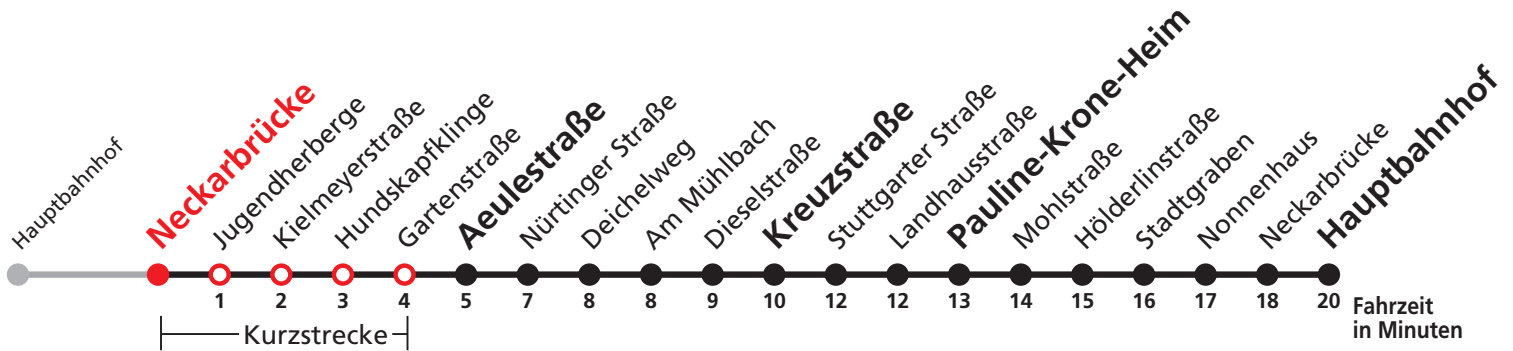 Hauptbahnhof
Neckarbrücke
Jugendherberge
Kielmeyerstraße
Hundskapfklinge
Gartenstraße
Aeulestraße
Nürtinger Straße
Deichelweg
Am Mühlbach
Dieselstraße
Kreuzstraße
Stuttgarter Straße
Landhausstraße
Pauline-Krone-Heim
Mohlstraße
Hölderlinstraße
Stadtgraben
Nonnenhaus
Neckarbrücke
Hauptbahnhof
1 2 3 4 5 7 8 8 9 10 12 12 13 14 15 16 17 18 20 Fahrzeit
in Minuten
Kurzstrecke